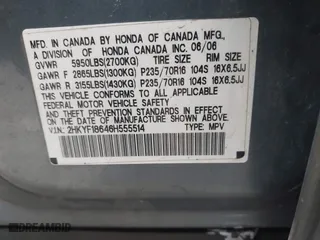 MFD. IN CANADA BY HONDA OF CANADA MFG.,
A DIVISION OF HONDA CANADA INC. 06/06
GVWR 5950LBS(2700KG) TIRE SIZE RIM SIZE
GAWR F 2865LBS(1300KG) P235/70R16 104S 16X6.5JJ
GAWR R 3155LBS(1430KG) P235/70R16 104S 16X6.5JJ
THIS VEHICLE CONFORMS TO ALL APPLICABLE
FEDERAL MOTOR VEHICLE SAFETY
AND THEFT PREVENTION STANDARDS IN EFFECT
ON THE DATE OF MANUFACTURE SHOWN ABOVE.
V.I.N.: 2HKYF18646H555514 TYPE: MPV
DREAMBID